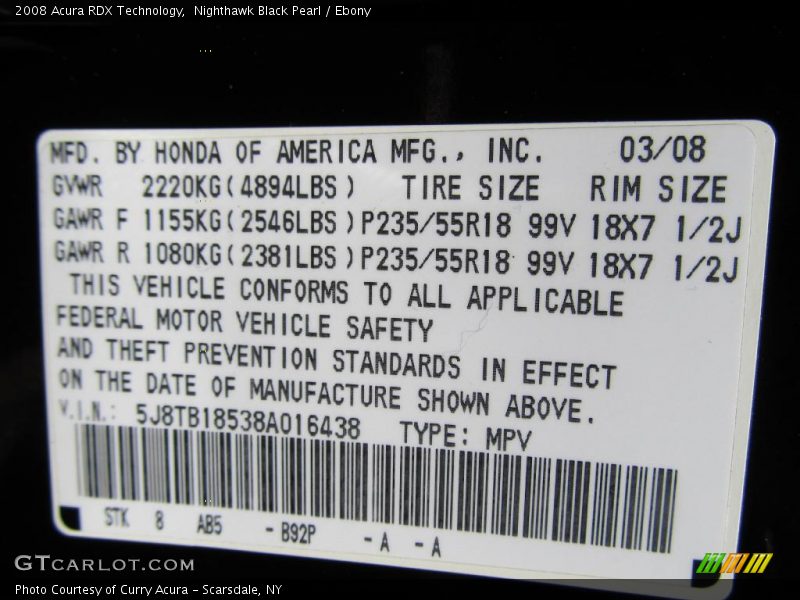 2008 Acura RDX Technology,  Nighthawk Black Pearl / Ebony
MFD. BY HONDA OF AMERICA MFG., INC. 03/08
GVWR 2220KG(4894LBS) TIRE SIZE RIM SIZE
GAWR F 1155KG(2546LBS)P235/55R18 99V 18X7 1/2J
GAWR R 1080KG(2381LBS)P235/55R18 99V 18X7 1/2J
THIS VEHICLE CONFORMS TO ALL APPLICABLE
FEDERAL MOTOR VEHICLE SAFETY
AND THEFT PREVENTION STANDARDS IN EFFECT
ON THE DATE OF MANUFACTURE SHOWN ABOVE.
V.I.N.: 5J8TB18538A016438 TYPE: MPV
STK 8 AB5 -B92P -A -A
GTCARLOT.COM
Photo Courtesy of Curry Acura - Scarsdale, NY